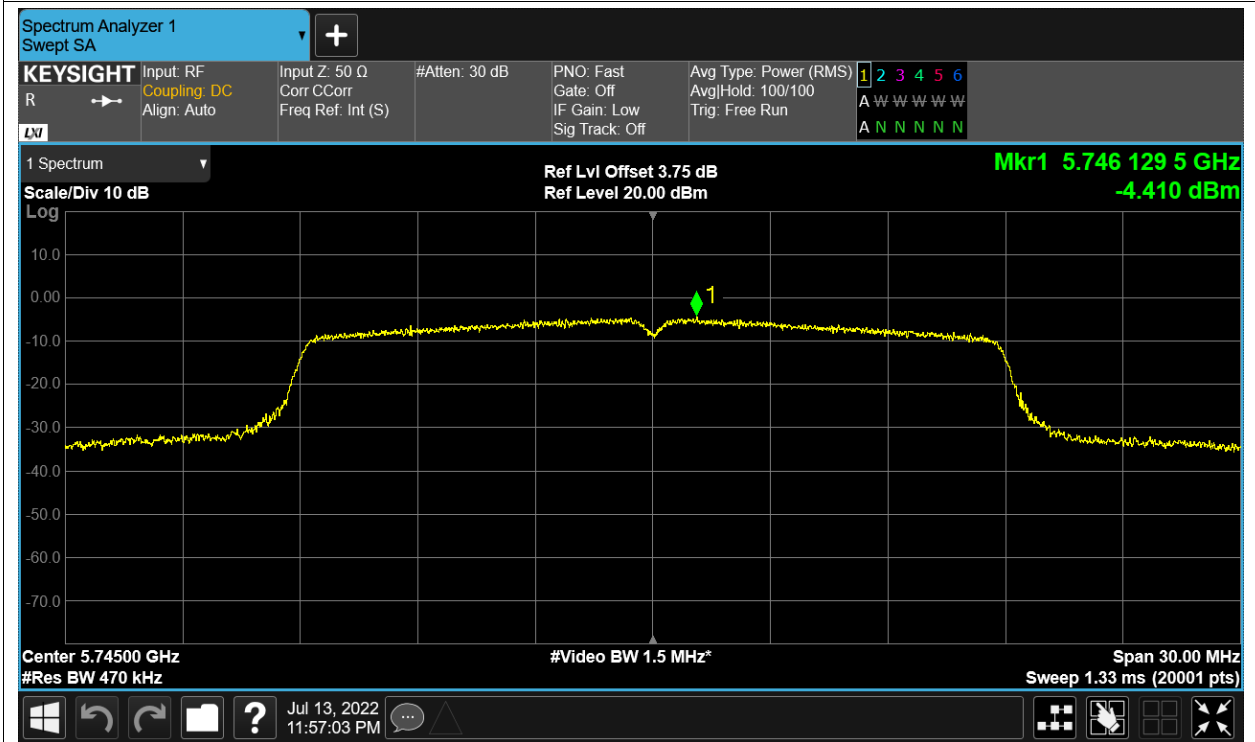 Spectrum Analyzer 1
Swept SA
+
KEYSIGHT
R
LXI
Input: RF
Coupling: DC
Align: Auto
Input Z: 50 Ω
Corr CCorr
Freq Ref: Int (S)
#Atten: 30 dB
PNO: Fast
Gate: Off
IF Gain: Low
Sig Track: Off
Avg Type: Power (RMS)
Avg|Hold: 100/100
Trig: Free Run
1 2 3 4 5 6
A W W W W W
A N N N N N
1 Spectrum
Scale/Div 10 dB
Log
Ref Lvl Offset 3.75 dB
Ref Level 20.00 dBm
Mkr1 5.746 129 5 GHz
-4.410 dBm
10.0
0.00
1
-10.0
-20.0
-30.0
-40.0
-50.0
-60.0
-70.0
Center 5.74500 GHz
#Video BW 1.5 MHz*
Span 30.00 MHz
#Res BW 470 kHz
Sweep 1.33 ms (20001 pts)
?
Jul 13, 2022
11:57:03 PM